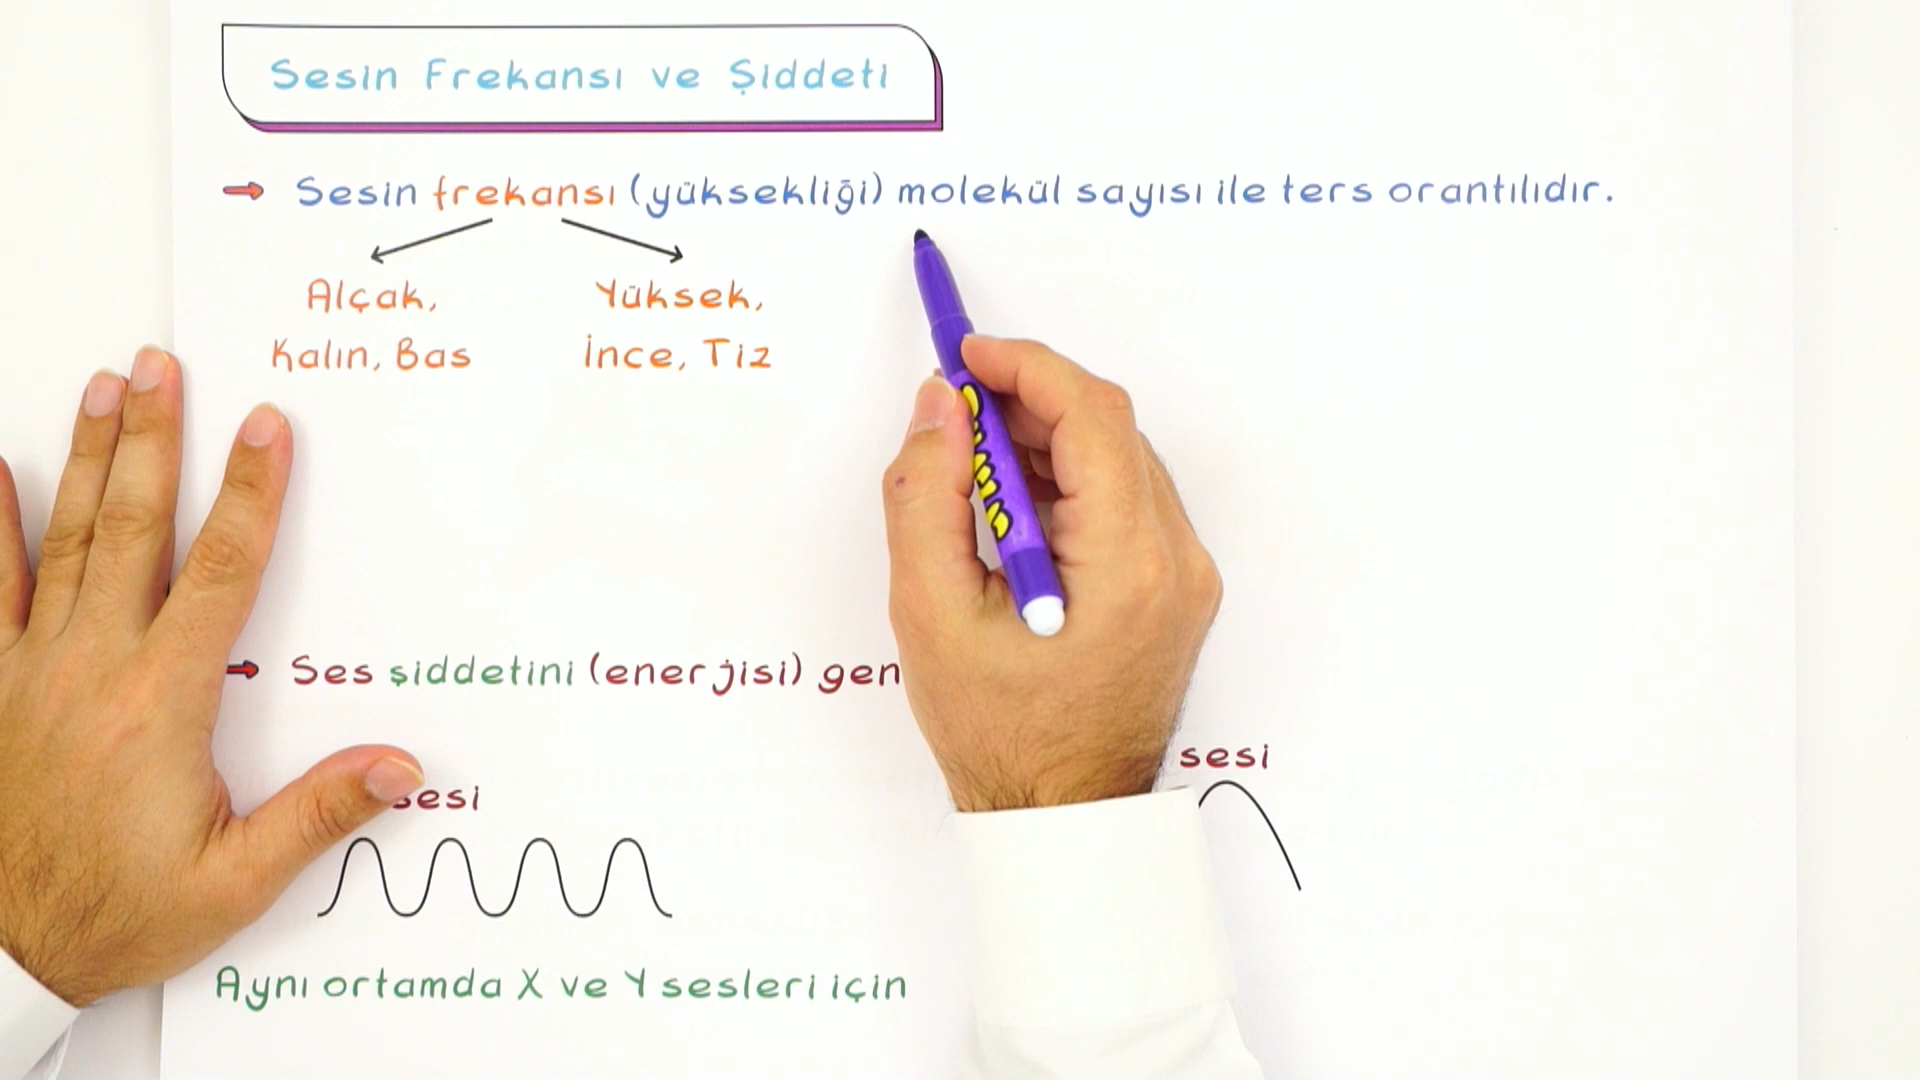 Sesin Frekansı ve Şiddeti
Sesin frekansı (yüksekliği) molekül sayısı ile ters orantılıdır.
Alçak,
Kalın, Bas
Yüksek,
İnce, Tiz
Ses şiddetini (enerjisi) gen
sesi
sesi
Aynı ortamda X ve Y sesleri için